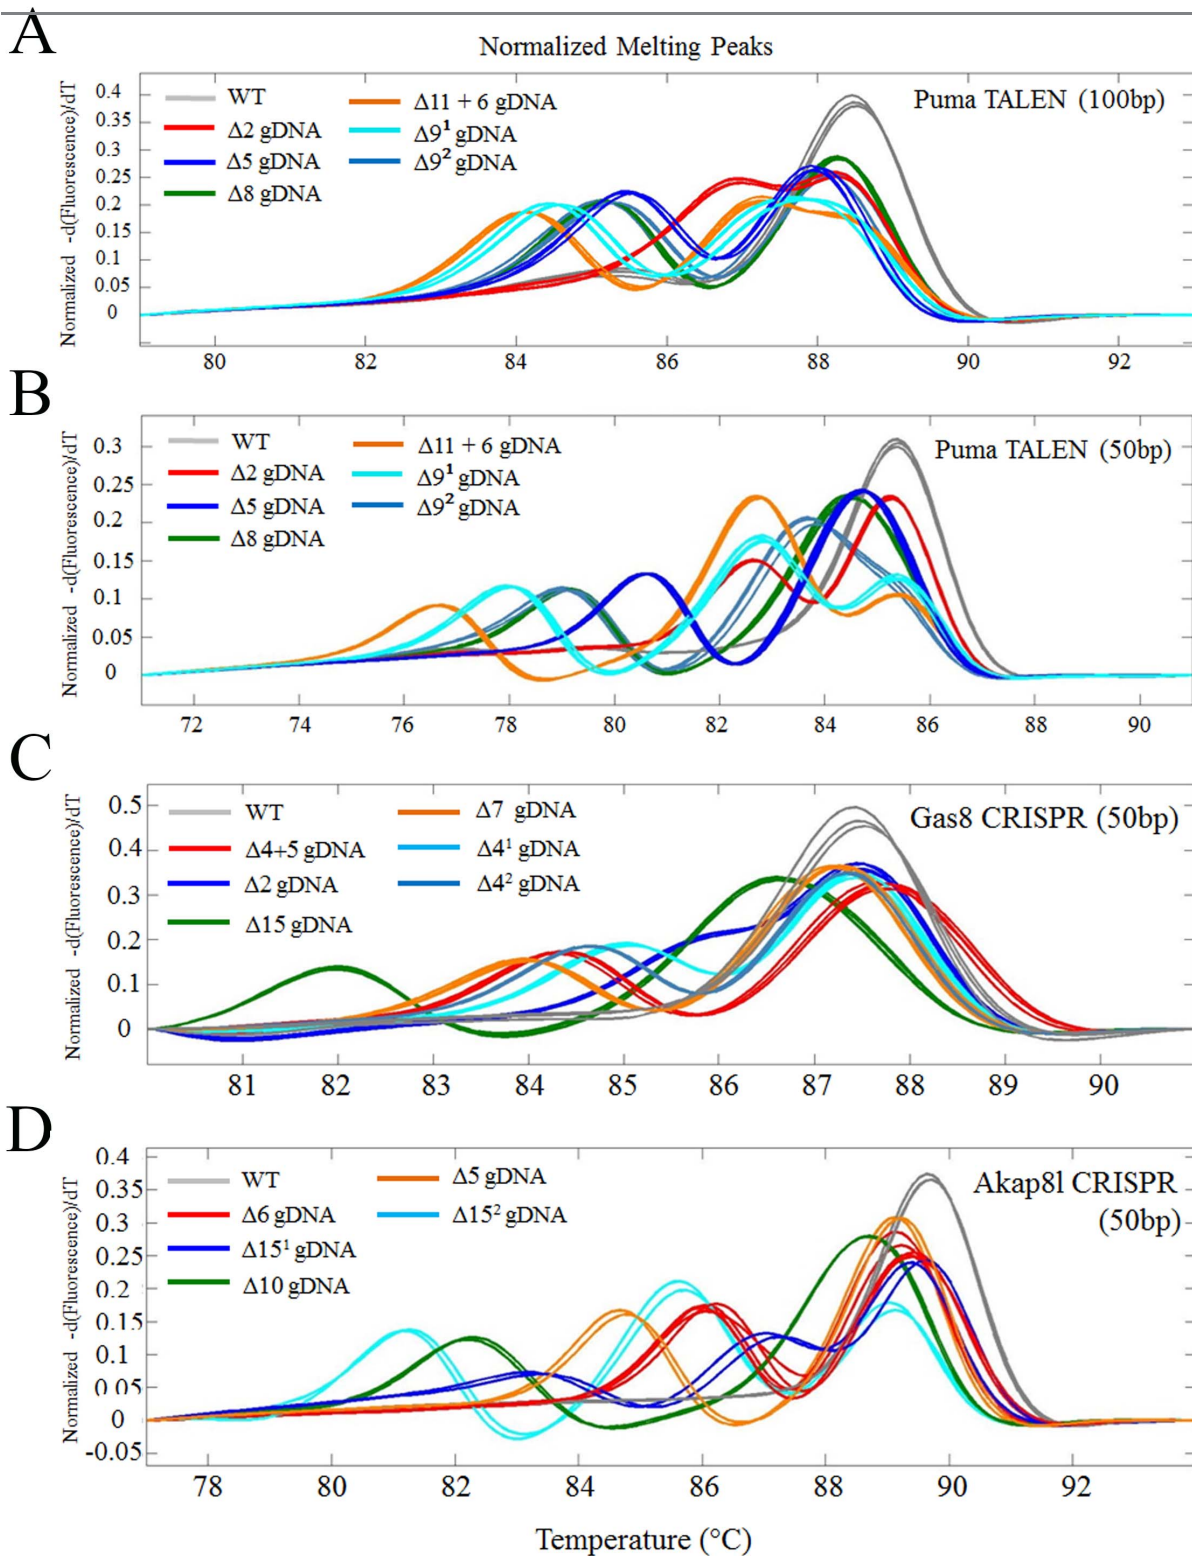 A
Normalized Melting Peaks
Normalized -d(Fluorescence)/dT
0.4
0.35
0.3
0.25
0.2
0.15
0.1
0.05
0
WT
Δ2 gDNA
Δ5 gDNA
Δ8 gDNA
Δ11 + 6 gDNA
Δ9¹ gDNA
Δ9² gDNA
Puma TALEN (100bp)
80 82 84 86 88 90 92
B
Normalized -d(Fluorescence)/dT
0.3
0.25
0.2
0.15
0.1
0.05
0
WT
Δ2 gDNA
Δ5 gDNA
Δ8 gDNA
Δ11 + 6 gDNA
Δ9¹ gDNA
Δ9² gDNA
Puma TALEN (50bp)
72 74 76 78 80 82 84 86 88 90
C
Normalized -d(Fluorescence)/dT
0.5
0.4
0.3
0.2
0.1
0
WT
Δ4+5 gDNA
Δ2 gDNA
Δ15 gDNA
Δ7 gDNA
Δ4¹ gDNA
Δ4² gDNA
Gas8 CRISPR (50bp)
81 82 83 84 85 86 87 88 89 90
D
Normalized -d(Fluorescence)/dT
0.4
0.35
0.3
0.25
0.2
0.15
0.1
0.05
0
-0.05
WT
Δ6 gDNA
Δ15¹ gDNA
Δ10 gDNA
Δ5 gDNA
Δ15² gDNA
Akap8l CRISPR
(50bp)
78 80 82 84 86 88 90 92
Temperature (°C)